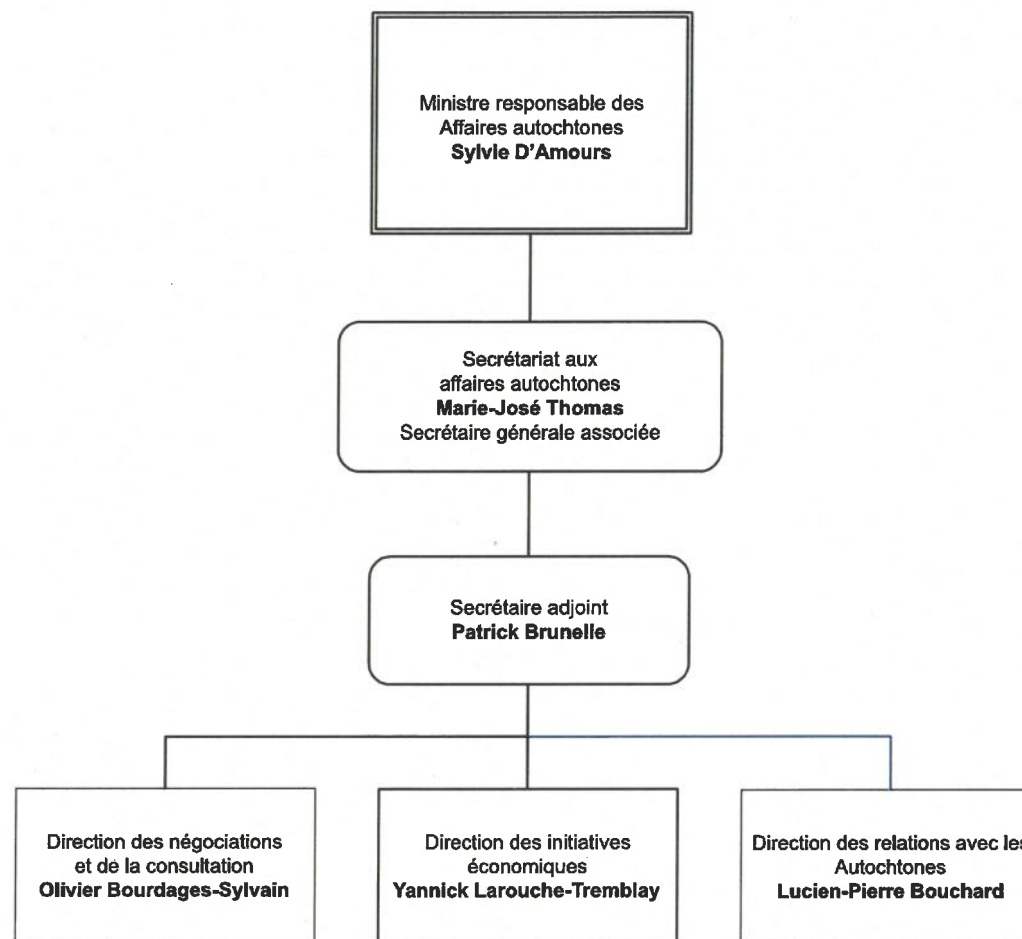 Ministre responsable des
Affaires autochtones
Sylvie D'Amours
Secrétariat aux
affaires autochtones
Marie-José Thomas
Secrétaire générale associée
Secrétaire adjoint
Patrick Brunelle
Direction des négociations
et de la consultation
Olivier Bourdages-Sylvain
Direction des initiatives
économiques
Yannick Larouche-Tremblay
Direction des relations avec les
Autochtones
Lucien-Pierre Bouchard